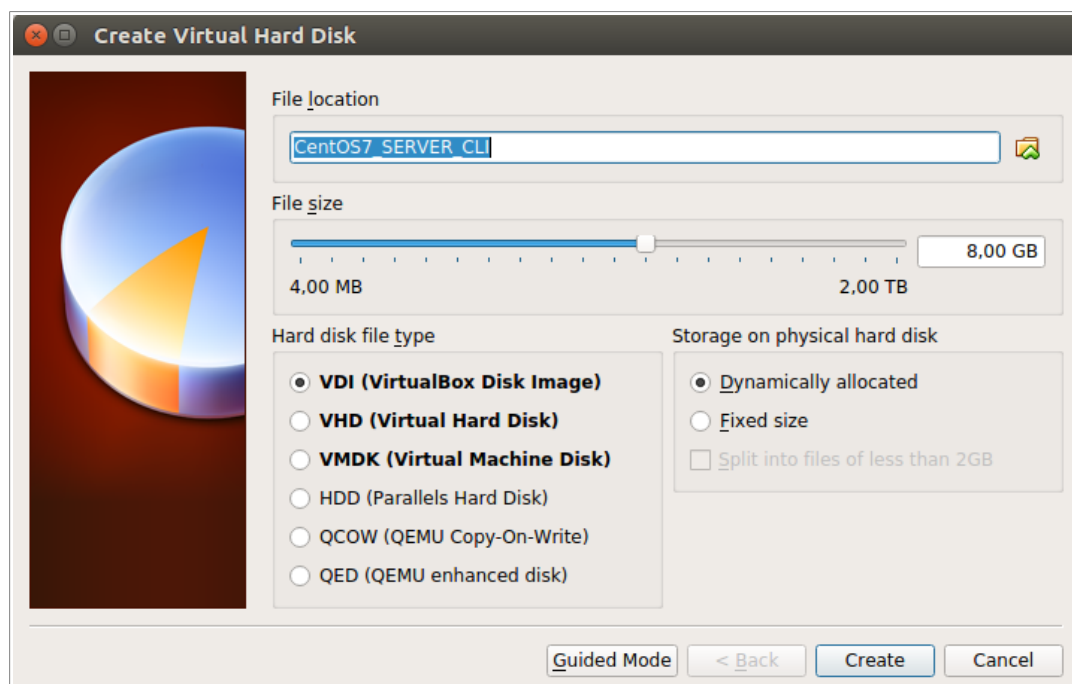 Create Virtual Hard Disk
File location
CentOS7_SERVER_CLI
File size
8,00 GB
4,00 MB 2,00 TB
Hard disk file type
Storage on physical hard disk
VDI (VirtualBox Disk Image)
VHD (Virtual Hard Disk)
VMDK (Virtual Machine Disk)
HDD (Parallels Hard Disk)
QCOW (QEMU Copy-On-Write)
QED (QEMU enhanced disk)
Dynamically allocated
Fixed size
Split into files of less than 2GB
Guided Mode < Back Create Cancel